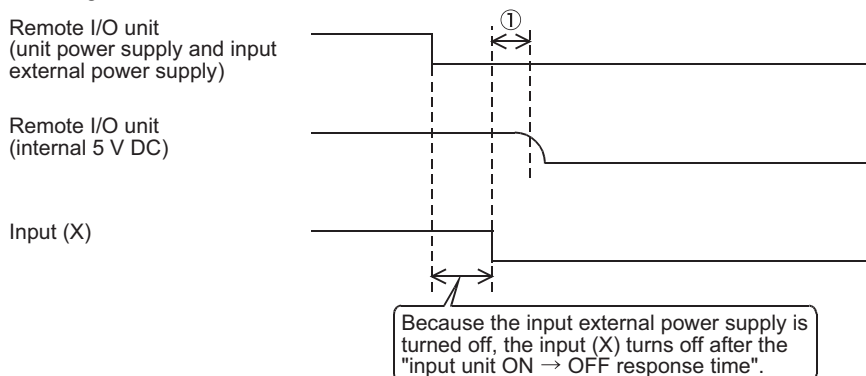 Remote I/O unit
(unit power supply and input
external power supply)
①
Remote I/O unit
(internal 5 V DC)
Input (X)
Because the input external power supply is
turned off, the input (X) turns off after the
"input unit ON → OFF response time".